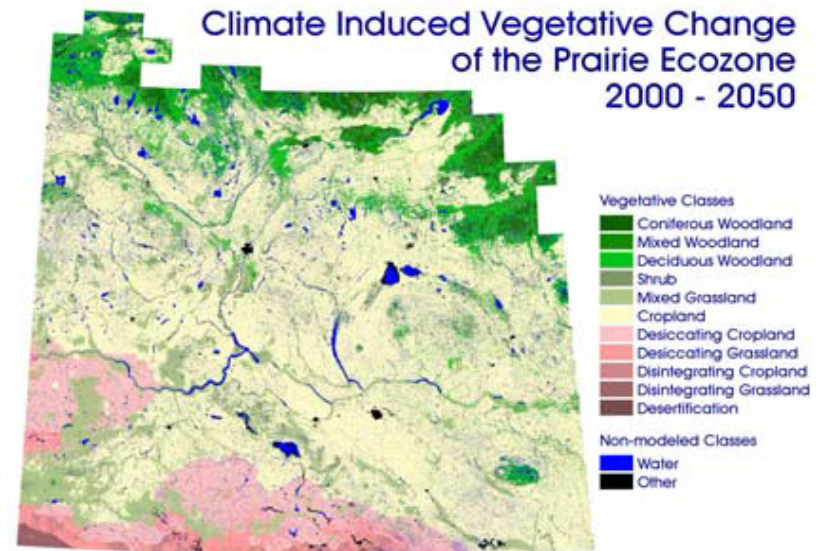 Climate Induced Vegetative Change
of the Prairie Ecozone
2000 - 2050
Vegetative Classes
Coniferous Woodland
Mixed Woodland
Deciduous Woodland
Shrub
Mixed Grassland
Cropland
Desiccating Cropland
Desiccating Grassland
Disintegrating Cropland
Disintegrating Grassland
Desertification
Non-modeled Classes
Water
Other